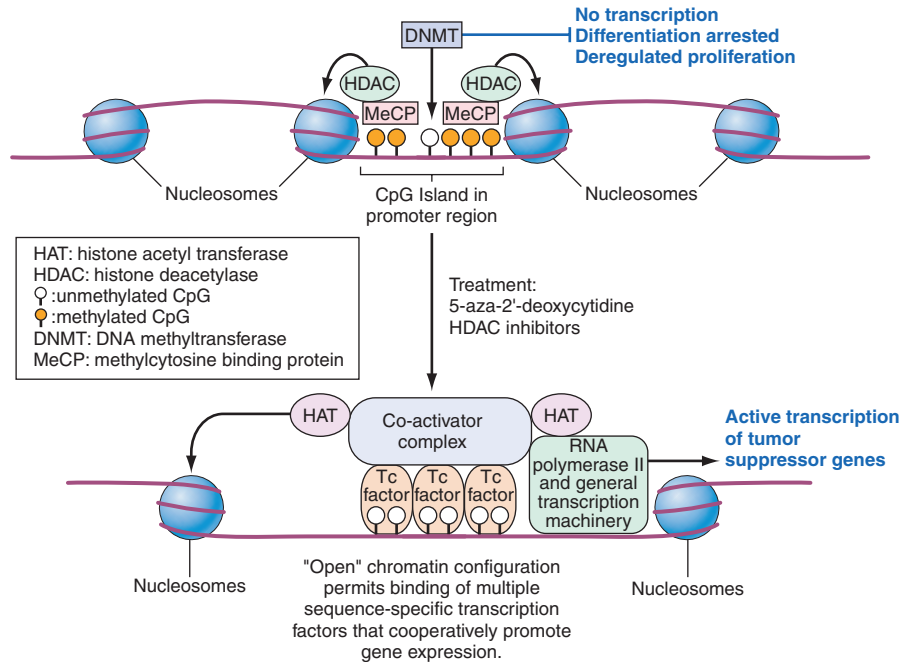 No transcription
Differentiation arrested
Deregulated proliferation
DNMT
HDAC
HDAC
MeCP
MeCP
Nucleosomes
Nucleosomes
CpG Island in
promoter region
HAT: histone acetyl transferase
HDAC: histone deacetylase
:unmethylated CpG
:methylated CpG
DNMT: DNA methyltransferase
MeCP: methylcytosine binding protein
Treatment:
5-aza-2'-deoxycytidine
HDAC inhibitors
HAT
Co-activator
complex
HAT
RNA
polymerase II
and general
transcription
machinery
Active transcription
of tumor
suppressor genes
Tc
factor
Tc
factor
Tc
factor
Nucleosomes
Nucleosomes
"Open" chromatin configuration
permits binding of multiple
sequence-specific transcription
factors that cooperatively promote
gene expression.